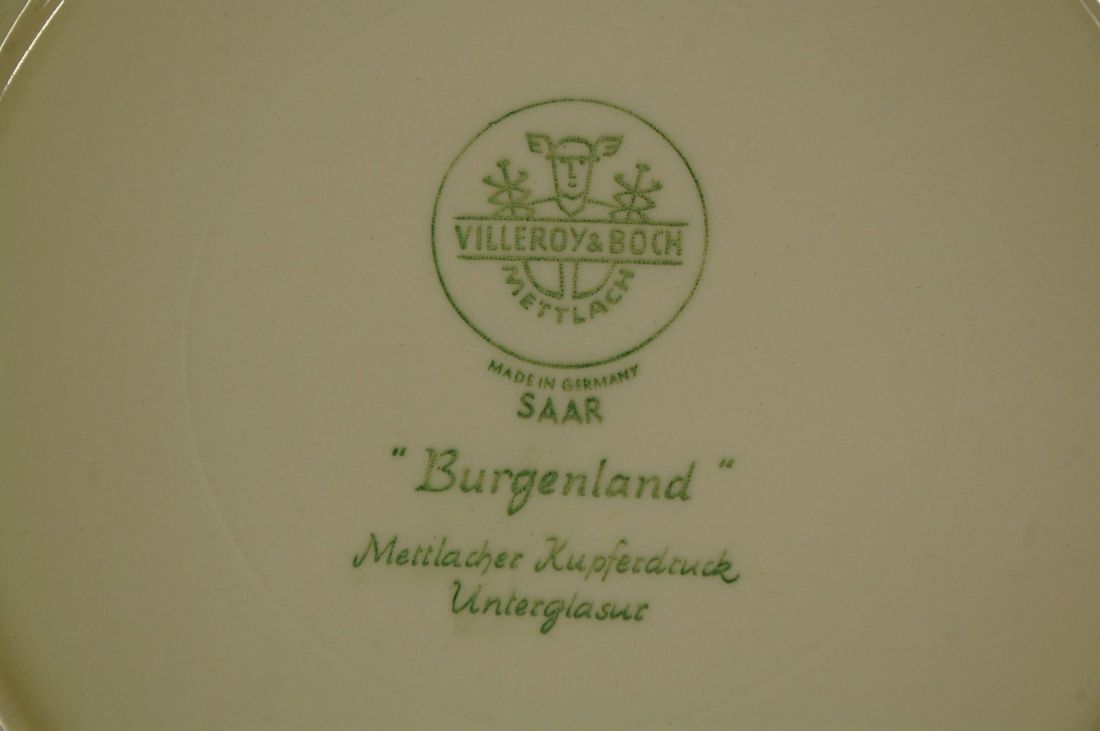 VILLEROY & BOCH
METTLACH
MADE IN GERMANY
SAAR
"Burgenland"
Mettlacher Kupferdruck
Unterglasur